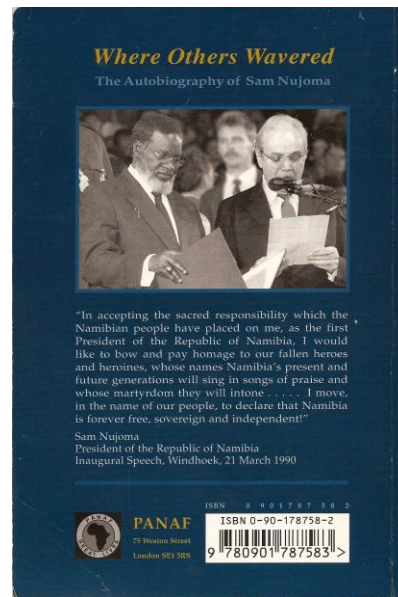 Where Others Wavered
The Autobiography of Sam Nujoma
“In accepting the sacred responsibility which the
Namibian people have placed on me, as the first
President of the Republic of Namibia, I would
like to bow and pay homage to our fallen heroes
and heroines, whose names Namibia’s present and
future generations will sing in songs of praise and
whose martyrdom they will intone . . . . . I move,
in the name of our people, to declare that Namibia
is forever free, sovereign and independent!”
Sam Nujoma
President of the Republic of Namibia
Inaugural Speech, Windhoek, 21 March 1990
ISBN 0 901787 58 2
PANAF
GREAT LIVES
PANAF
75 Weston Street
London SE1 3RS
ISBN 0-90-178758-2
9 780901 787583 >